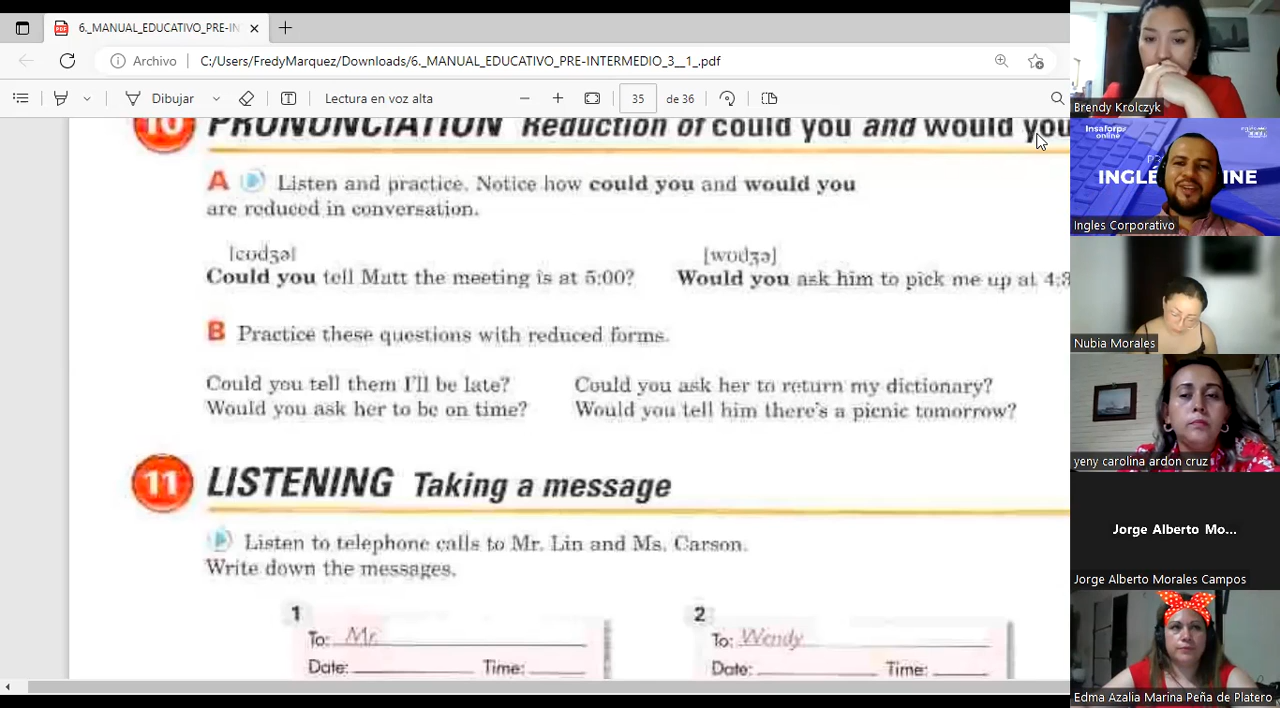 6._MANUAL_EDUCATIVO_PRE-IN
Archivo
C:/Users/FredyMarquez/Downloads/6._MANUAL_EDUCATIVO_PRE-INTERMEDIO_3__1_.pdf
Dibujar
Lectura en voz alta
35
de 36
10 PRONUNCIATION Reduction of could you and would you
A Listen and practice. Notice how could you and would you
are reduced in conversation.
[cʊdʒə]
[wʊdʒə]
Could you tell Matt the meeting is at 5:00?
Would you ask him to pick me up at 4:3
B Practice these questions with reduced forms.
Could you tell them I'll be late?
Could you ask her to return my dictionary?
Would you ask her to be on time?
Would you tell him there's a picnic tomorrow?
11 LISTENING Taking a message
Listen to telephone calls to Mr. Lin and Ms. Carson.
Write down the messages.
1
To: Mr.
Date: Time:
2
To: Wendy
Date: Time:
Brendy Krolczyk
Insaforp
online
INGL INE
Ingles Corporativo
Nubia Morales
yeny carolina ardon cruz
Jorge Alberto Mo...
Jorge Alberto Morales Campos
Edma Azalia Marina Peña de Platero